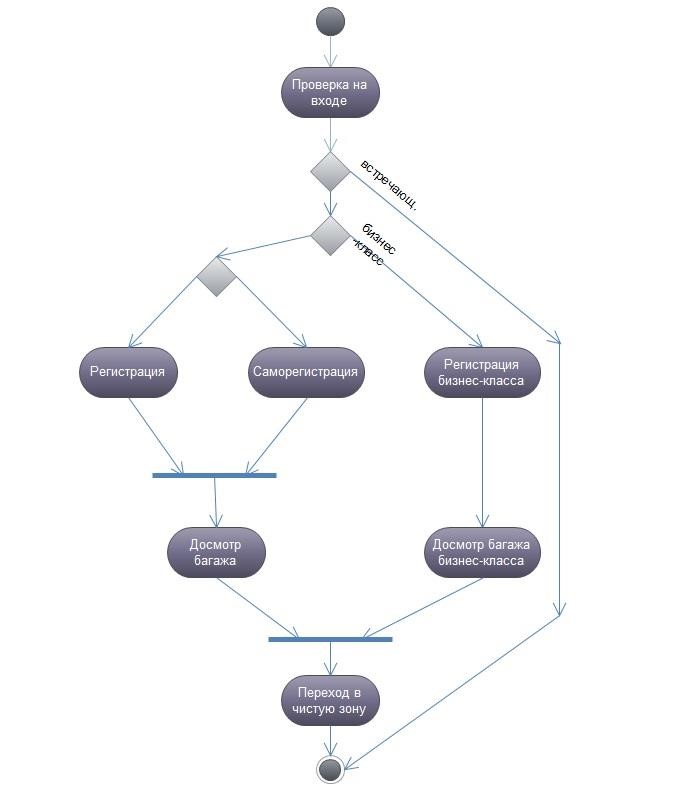 Проверка на
входе
встречающ.
бизнес
-класс
Регистрация
Саморегистрация
Регистрация
бизнес-класса
Досмотр
багажа
Досмотр багажа
бизнес-класса
Переход в
чистую зону